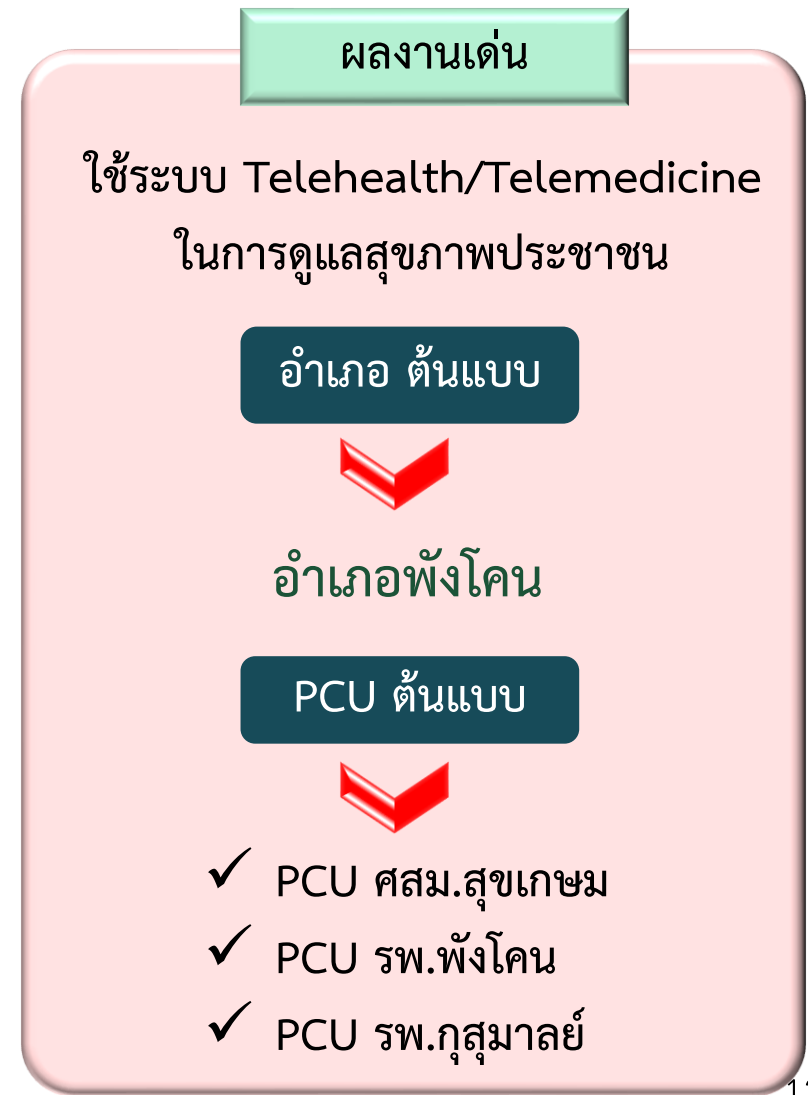 ผลงานเด่น
ใช้ระบบ Telehealth/Telemedicine
ในการดูแลสุขภาพประชาชน
อำเภอ ต้นแบบ
อำเภอพังโคน
PCU ต้นแบบ
✓ PCU ศสม.สุขเกษม
✓ PCU รพ.พังโคน
✓ PCU รพ.กุสุมาลย์